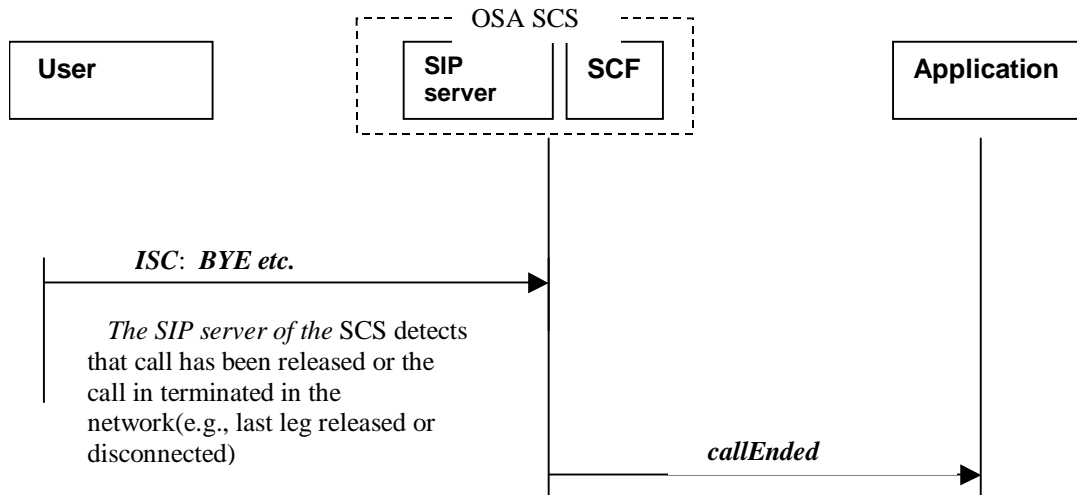 OSA SCS
User
SIP
server
SCF
Application
ISC: BYE etc.
The SIP server of the SCS detects
that call has been released or the
call in terminated in the
network(e.g., last leg released or
disconnected)
callEnded